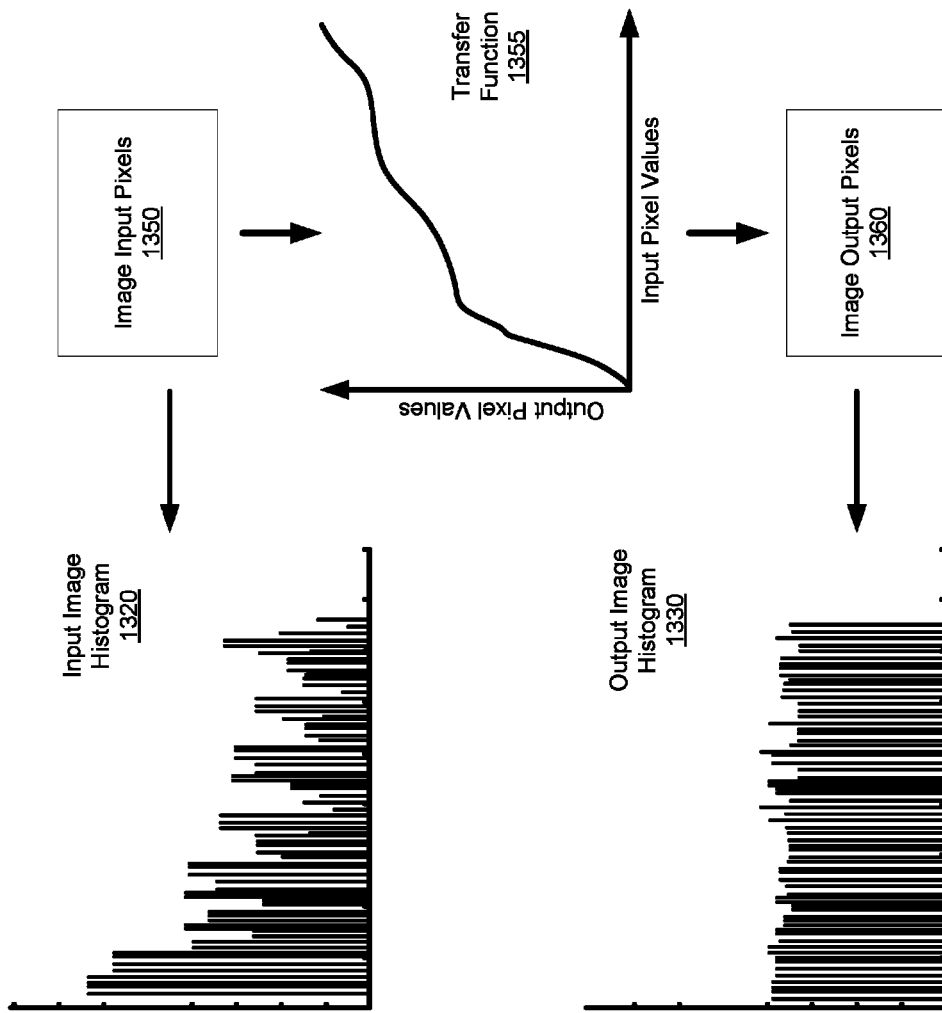 Image Input Pixels
1350
Transfer
Function
1355
Output Pixel Values
Input Pixel Values
Image Output Pixels
1360
Input Image
Histogram
1320
Output Image
Histogram
1330